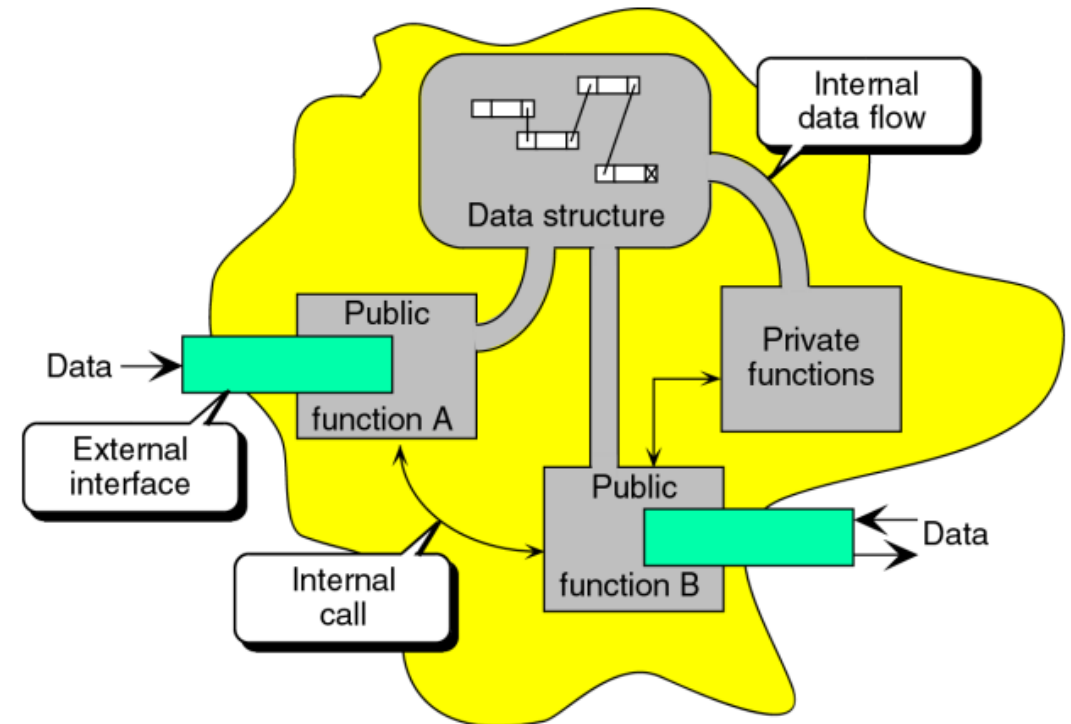 Internal
data flow
Data structure
Public
function A
Data
External
interface
Private
functions
Internal
call
Public
function B
Data